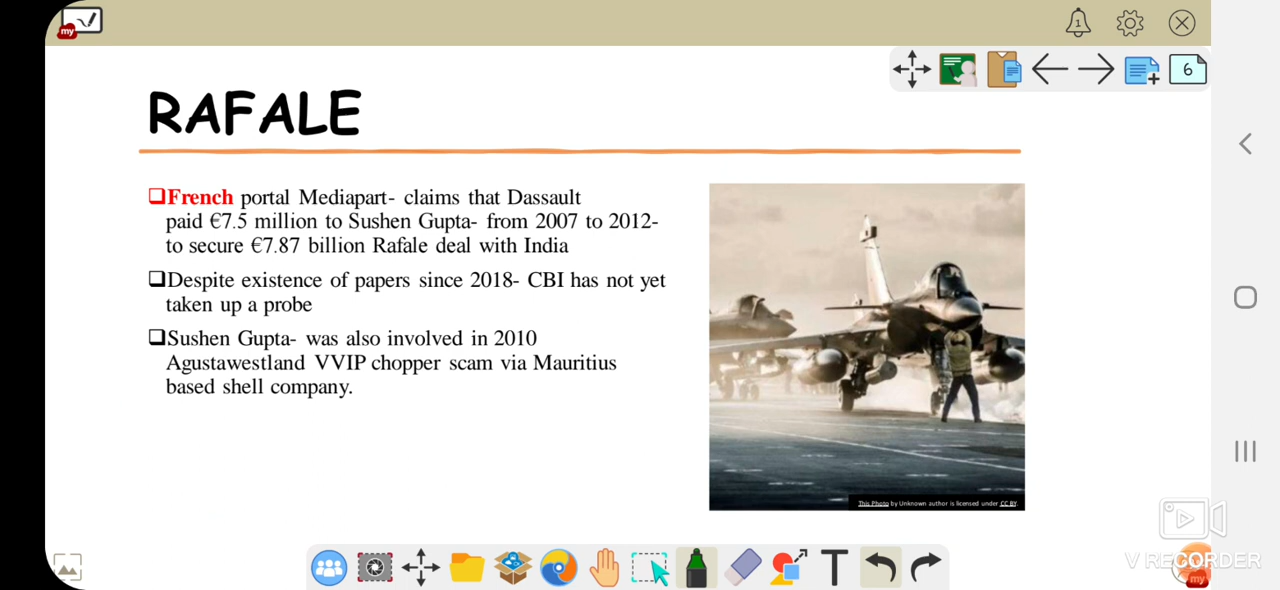 my
1
6
RAFALE
French portal Mediapart- claims that Dassault
paid €7.5 million to Sushen Gupta- from 2007 to 2012-
to secure €7.87 billion Rafale deal with India
Despite existence of papers since 2018- CBI has not yet
taken up a probe
Sushen Gupta- was also involved in 2010
Agustawestland VVIP chopper scam via Mauritius
based shell company.
This Photo by Unknown author is licensed under CC BY.
T
V RECORDER
my